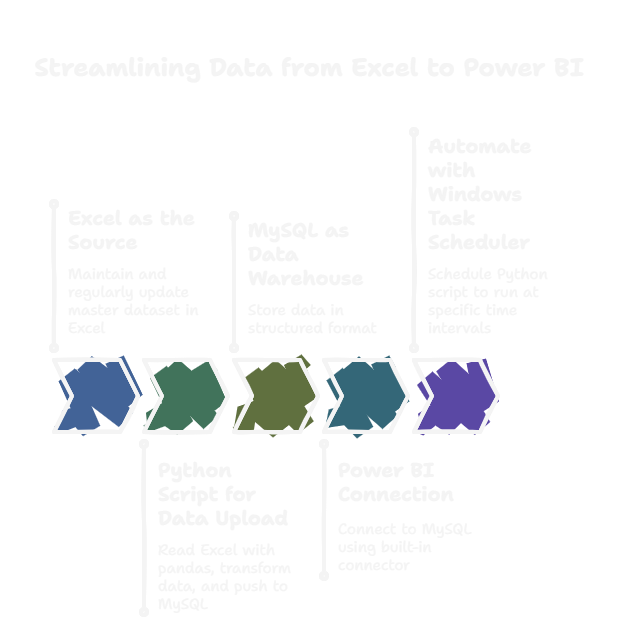 Streamlining Data from Excel to Power BI
Excel as the
Source
Maintain and
regularly update
master dataset in
Excel
Python
Script for
Data Upload
Read Excel with
pandas, transform
data, and push to
MySQL
MySQL as
Data
Warehouse
Store data in
structured format
Power BI
Connection
Connect to MySQL
using built-in
connector
Automate
with
Windows
Task
Scheduler
Schedule Python
script to run at
specific time
intervals